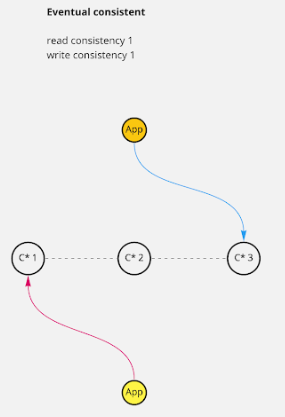 Eventual consistent
read consistency 1
write consistency 1
App
C* 1
C* 2
C* 3
App